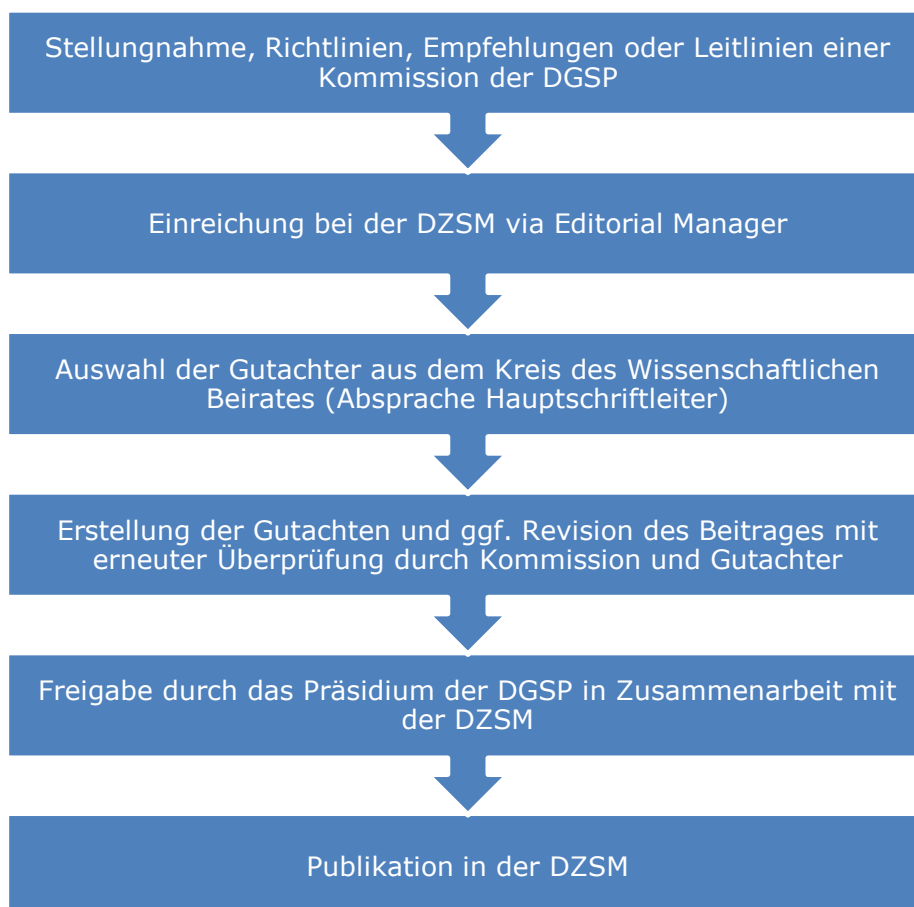 Stellungnahme, Richtlinien, Empfehlungen oder Leitlinien einer
Kommission der DGSP
Einreichung bei der DZSM via Editorial Manager
Auswahl der Gutachter aus dem Kreis des Wissenschaftlichen
Beirates (Absprache Hauptschriftleiter)
Erstellung der Gutachten und ggf. Revision des Beitrages mit
erneuter Überprüfung durch Kommission und Gutachter
Freigabe durch das Präsidium der DGSP in Zusammenarbeit mit
der DZSM
Publikation in der DZSM